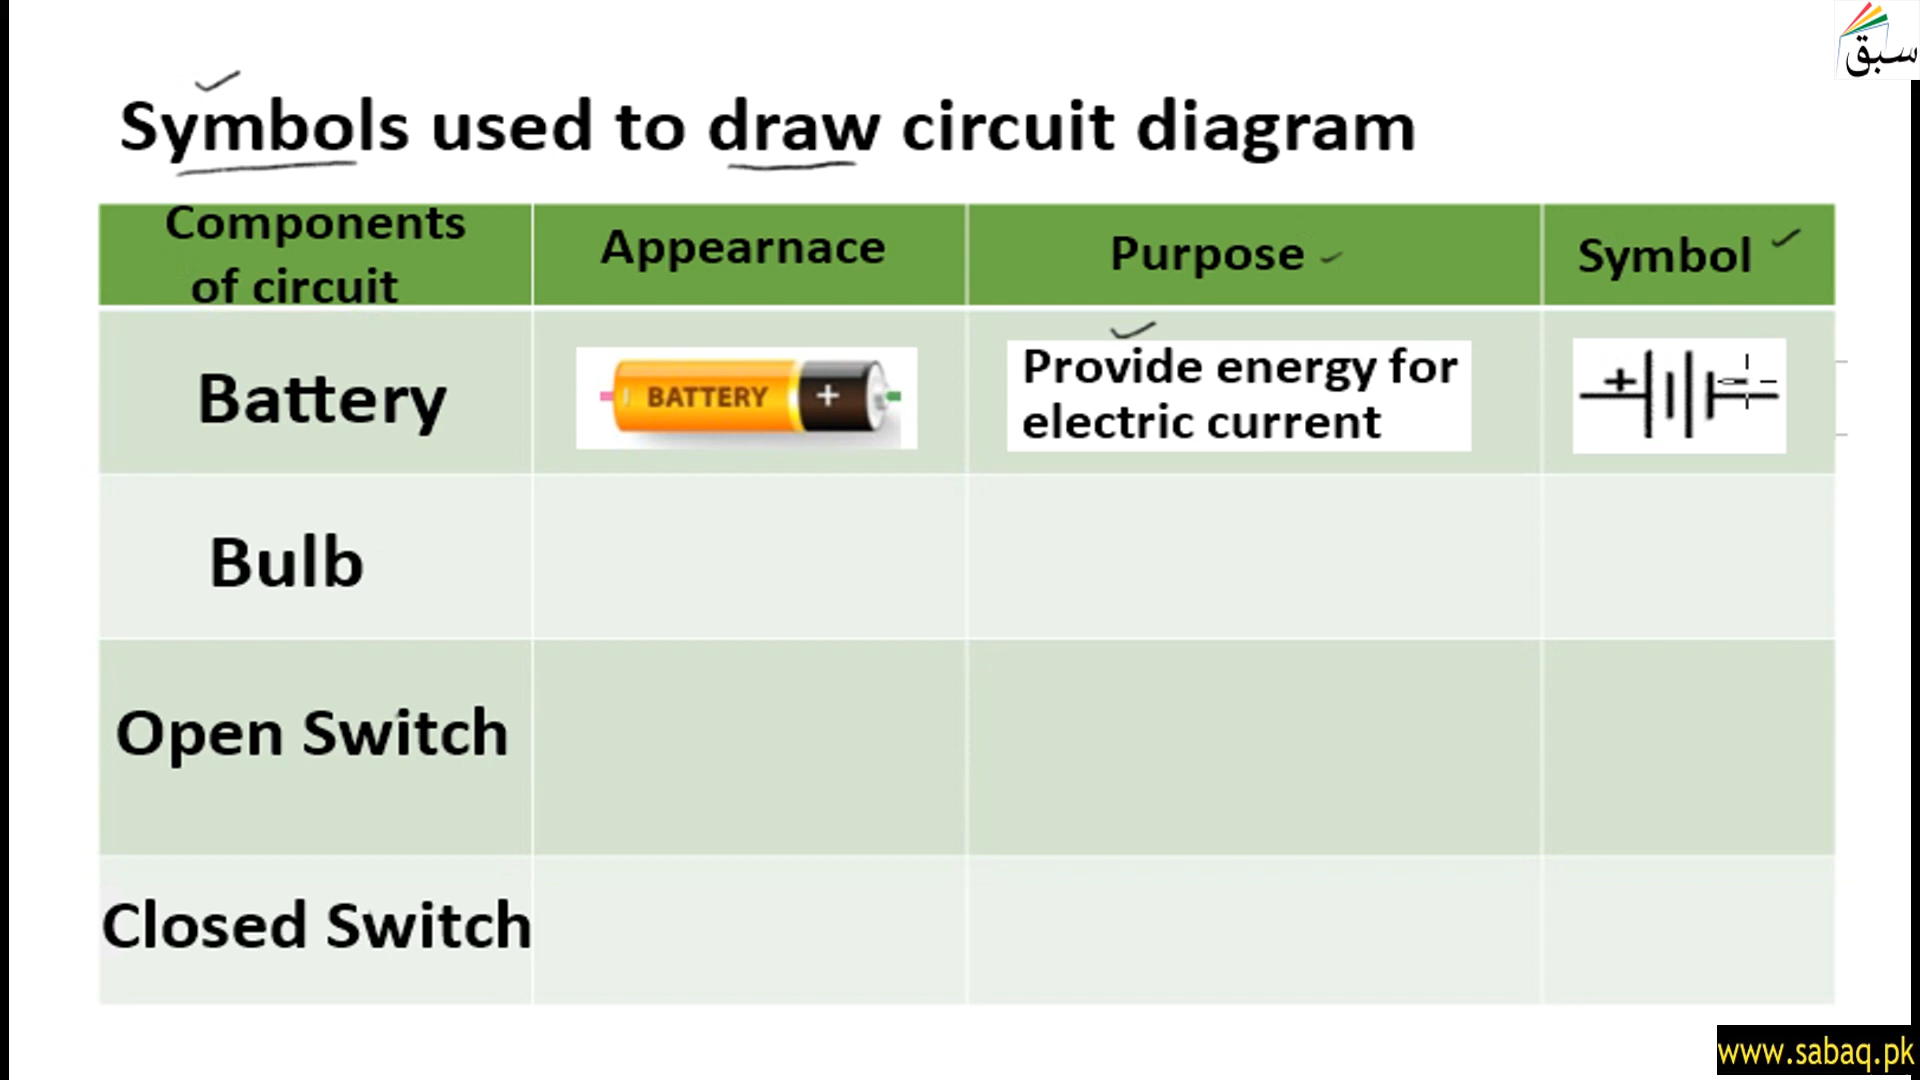 سبق
Symbols used to draw circuit diagram
Components
of circuit
Appearnace
Purpose
Symbol
Battery
BATTERY +
Provide energy for
electric current
+ -
Bulb
Open Switch
Closed Switch
www.sabaq.pk